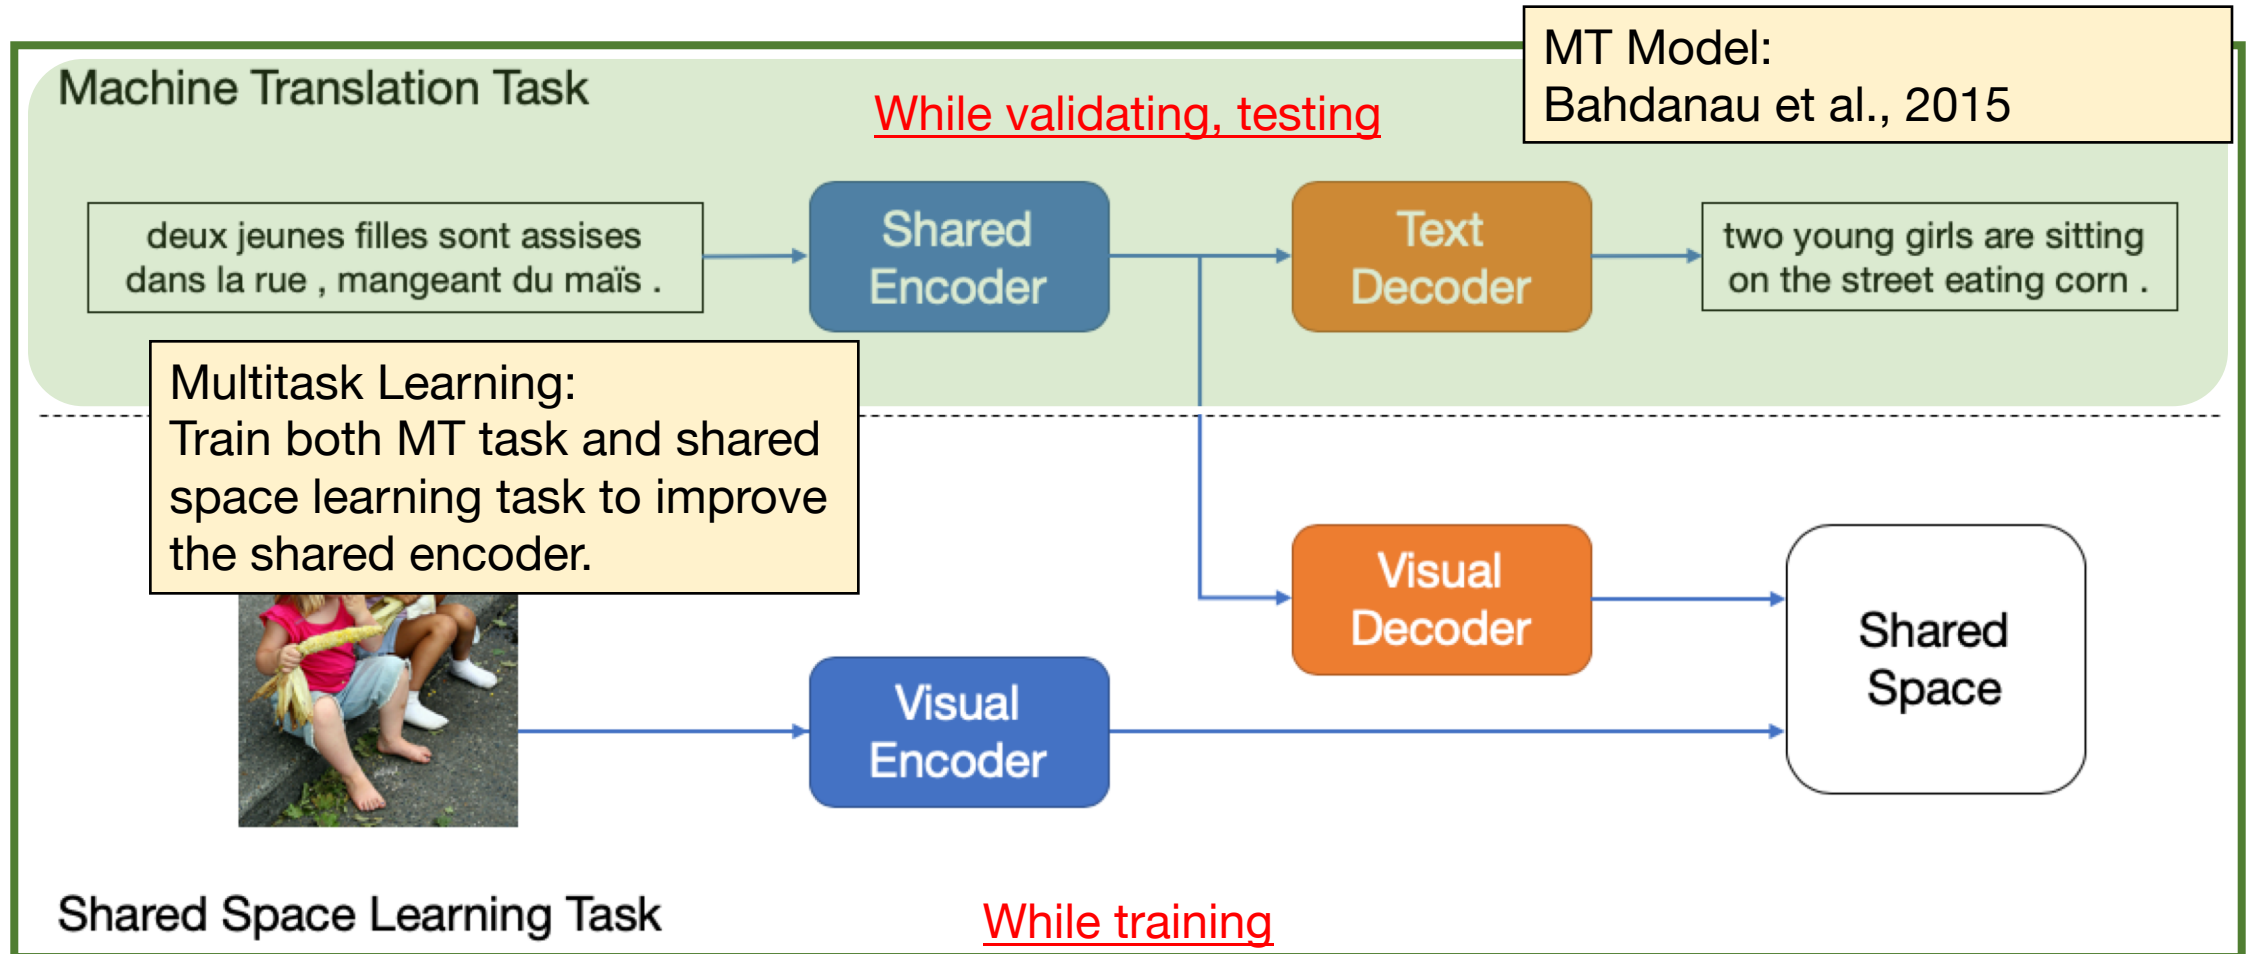 MT Model:
Bahdanau et al., 2015
Machine Translation Task
While validating, testing
deux jeunes filles sont assises
dans la rue , mangeant du maïs .
Shared
Encoder
Text
Decoder
two young girls are sitting
on the street eating corn .
Multitask Learning:
Train both MT task and shared
space learning task to improve
the shared encoder.
Visual
Decoder
Shared
Space
Visual
Encoder
Shared Space Learning Task
While training